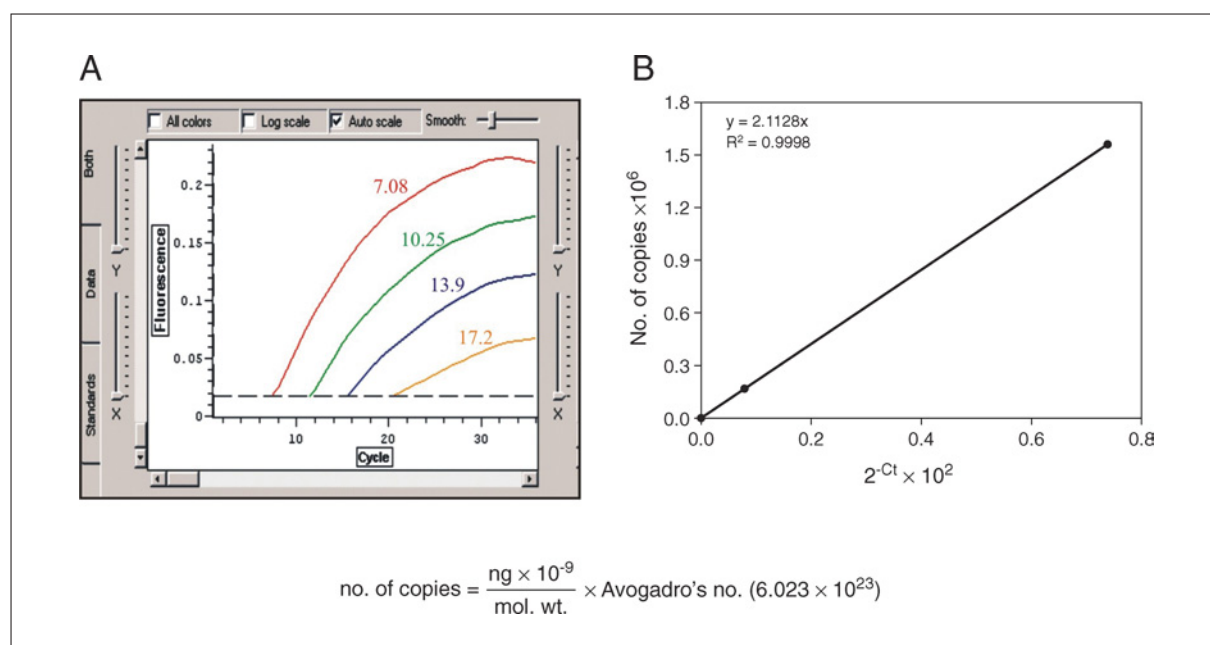 A
All colors Log scale Auto scale Smooth:
Both
Data
Standards
Y
X
Fluorescence
0.2
0.15
0.1
0.05
0
7.08
10.25
13.9
17.2
10 20 30
Cycle
Y
X
B
y = 2.1128x
R² = 0.9998
No. of copies ×10⁶
1.8
1.5
1.2
0.9
0.6
0.3
0.0
0.0 0.2 0.4 0.6 0.8
2⁻ᶜᵗ × 10²
no. of copies = ng × 10⁻⁹ / mol. wt. × Avogadro's no. (6.023 × 10²³)